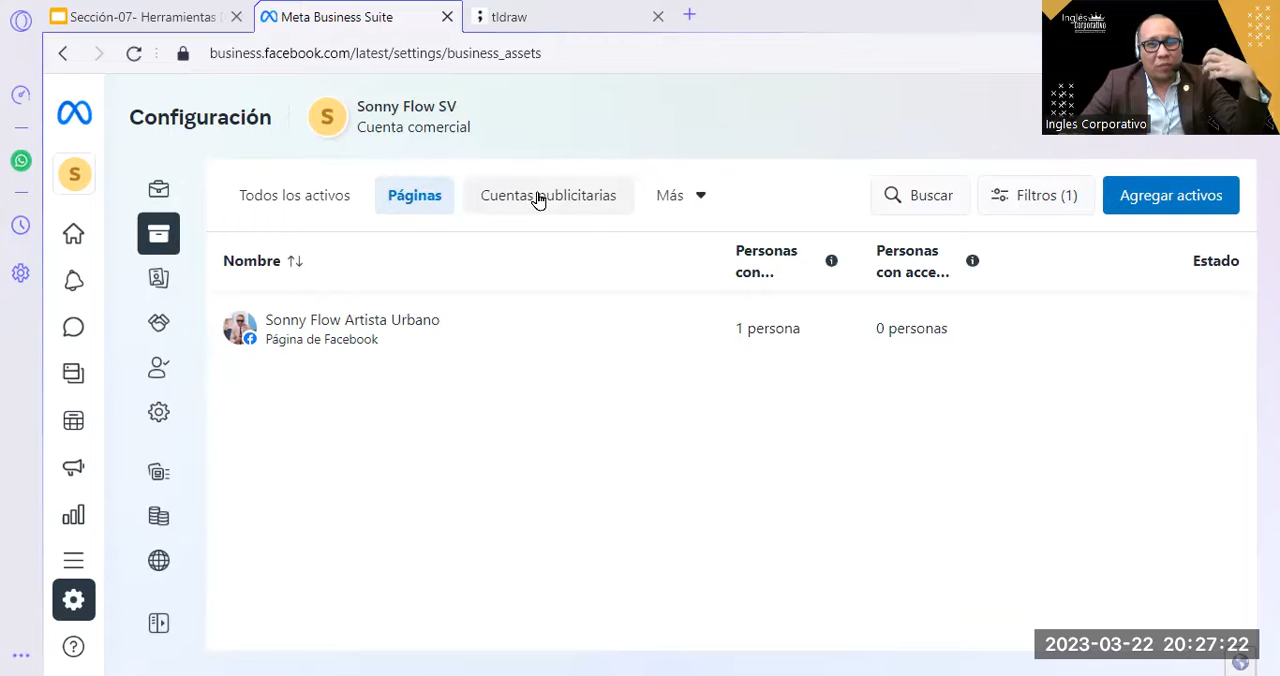 Sección-07- Herramientas
Meta Business Suite
tldraw
business.facebook.com/latest/settings/business_assets
Inglés
Corporativo
Ingles Corporativo
Configuración
S
Sonny Flow SV
Cuenta comercial
S
Todos los activos
Páginas
Cuentas publicitarias
Más
Buscar
Filtros (1)
Agregar activos
Nombre
Personas
con...
Personas
con acce...
Estado
Sonny Flow Artista Urbano
Página de Facebook
1 persona
0 personas
2023-03-22 20:27:22